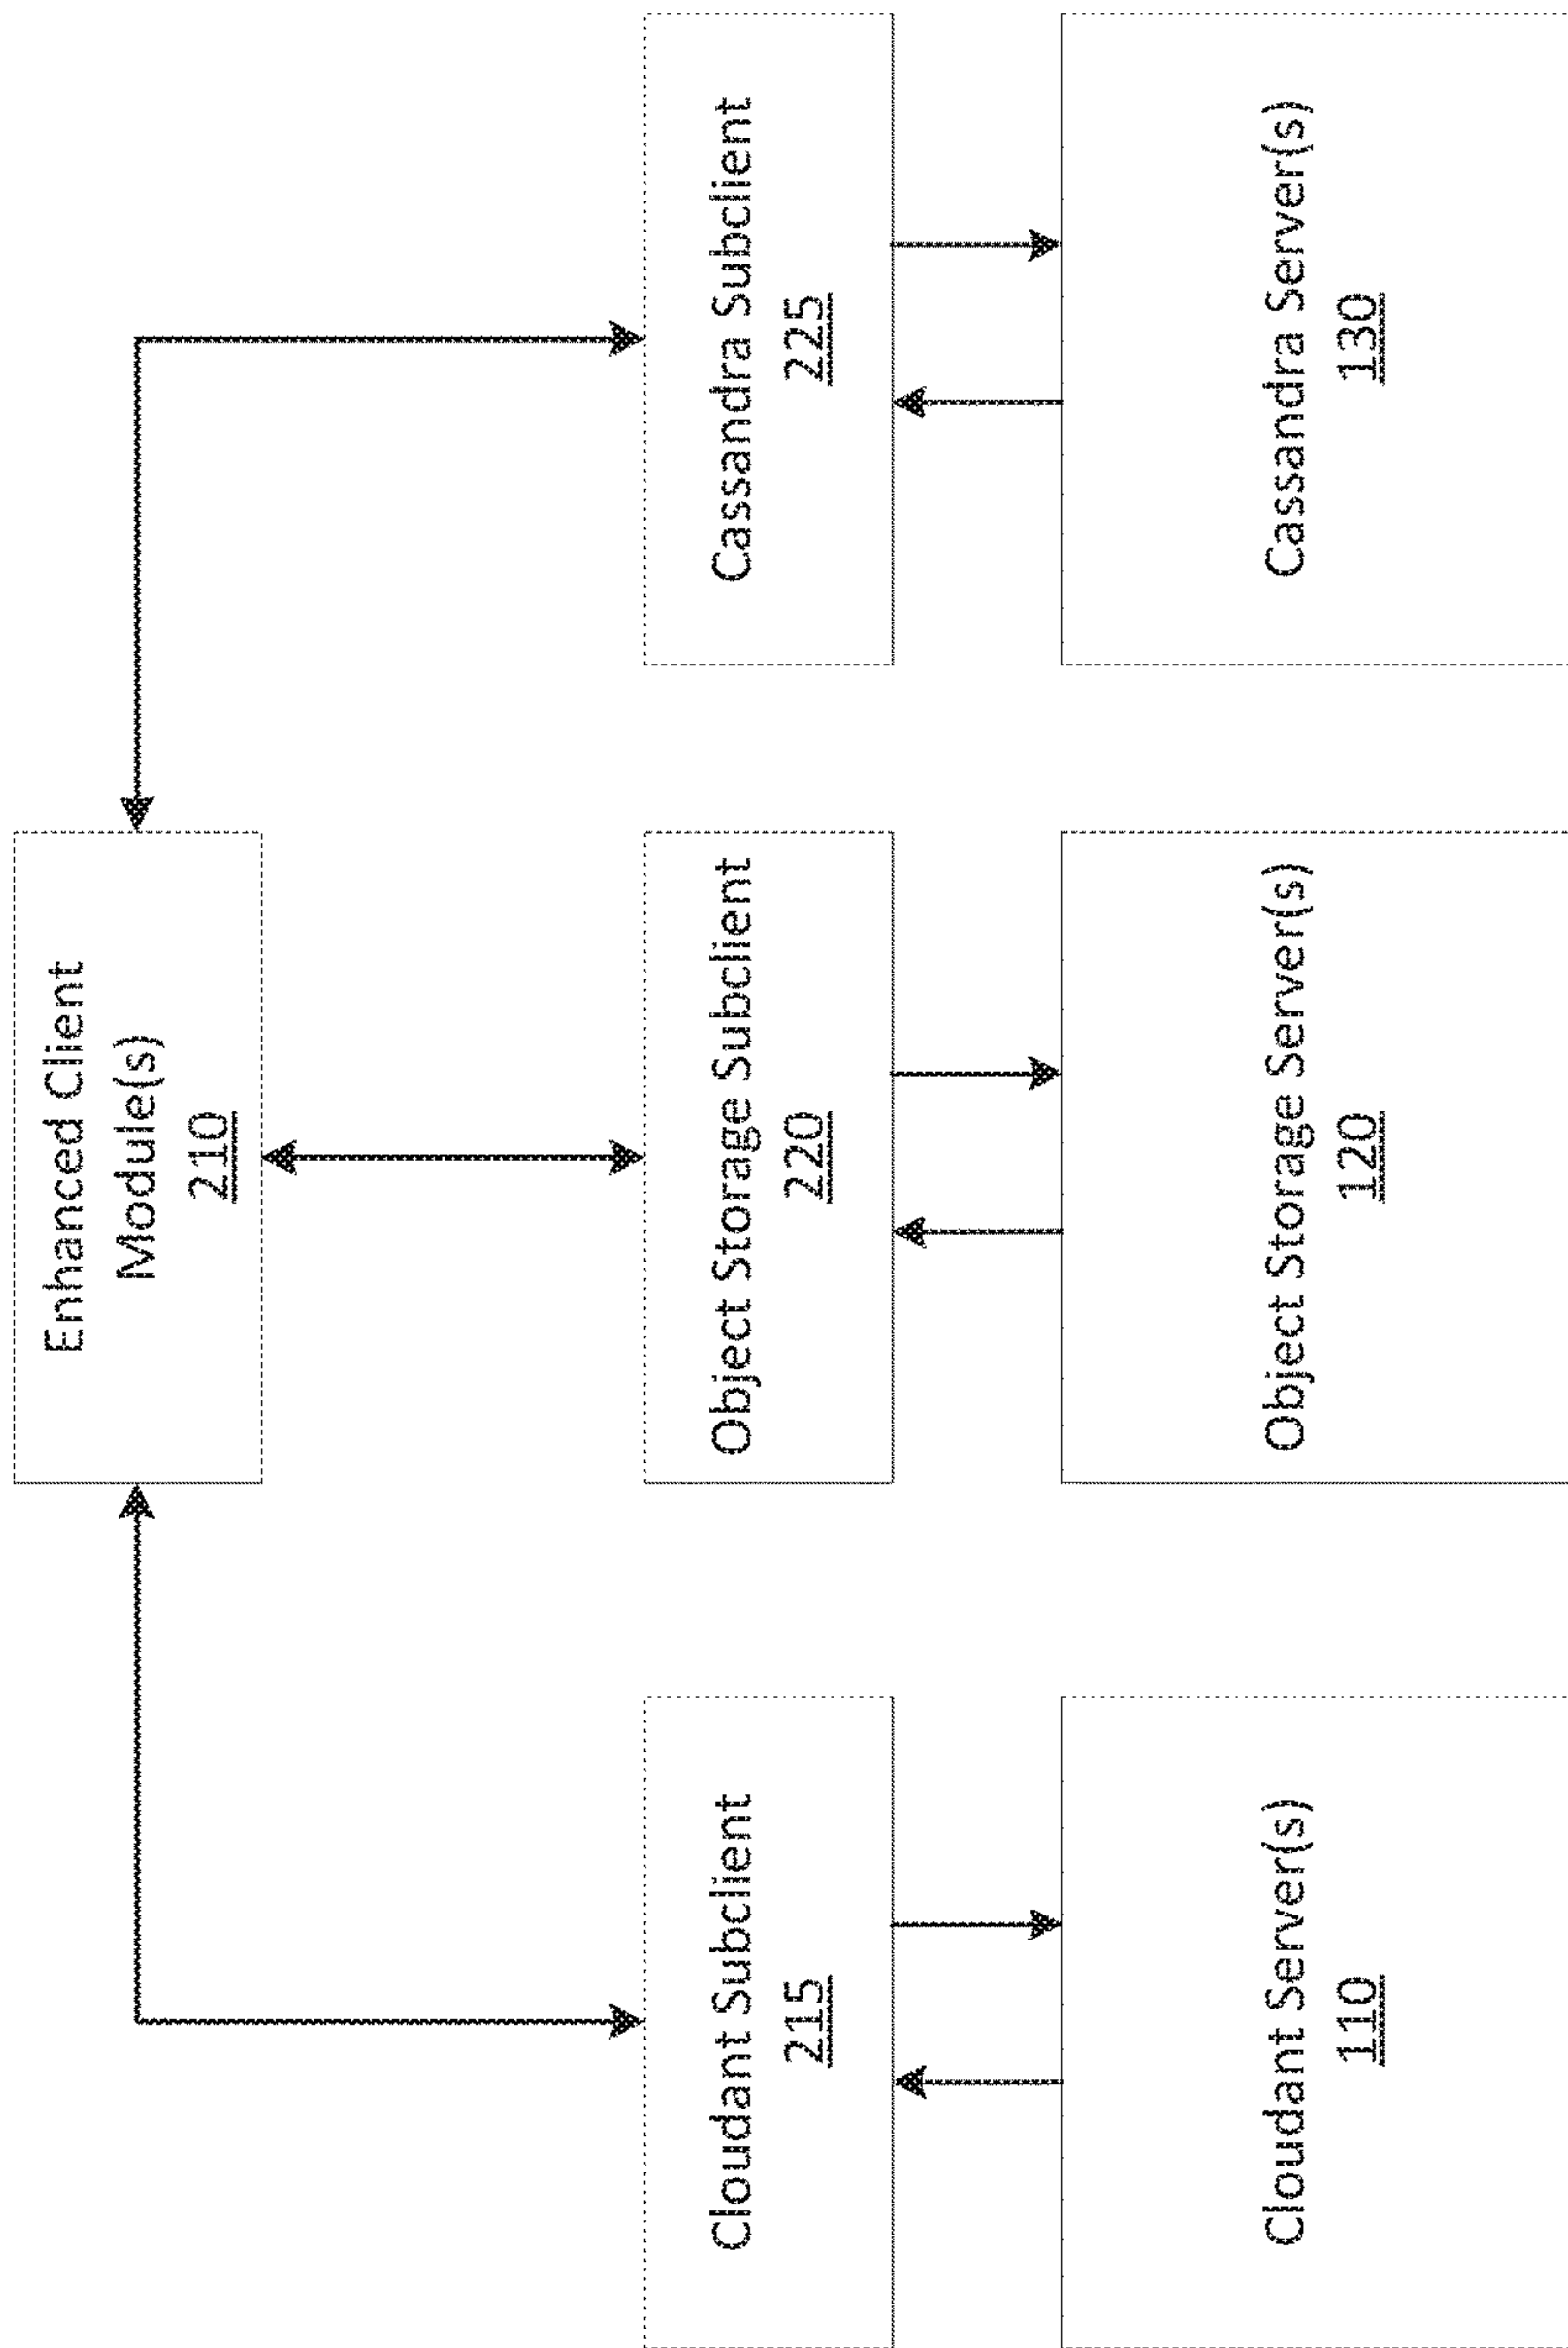 Enhanced Client
Module(s)
210
Cloudant Subclient
215
Object Storage Subclient
220
Cassandra Subclient
225
Cloudant Server(s)
110
Object Storage Server(s)
120
Cassandra Server(s)
130